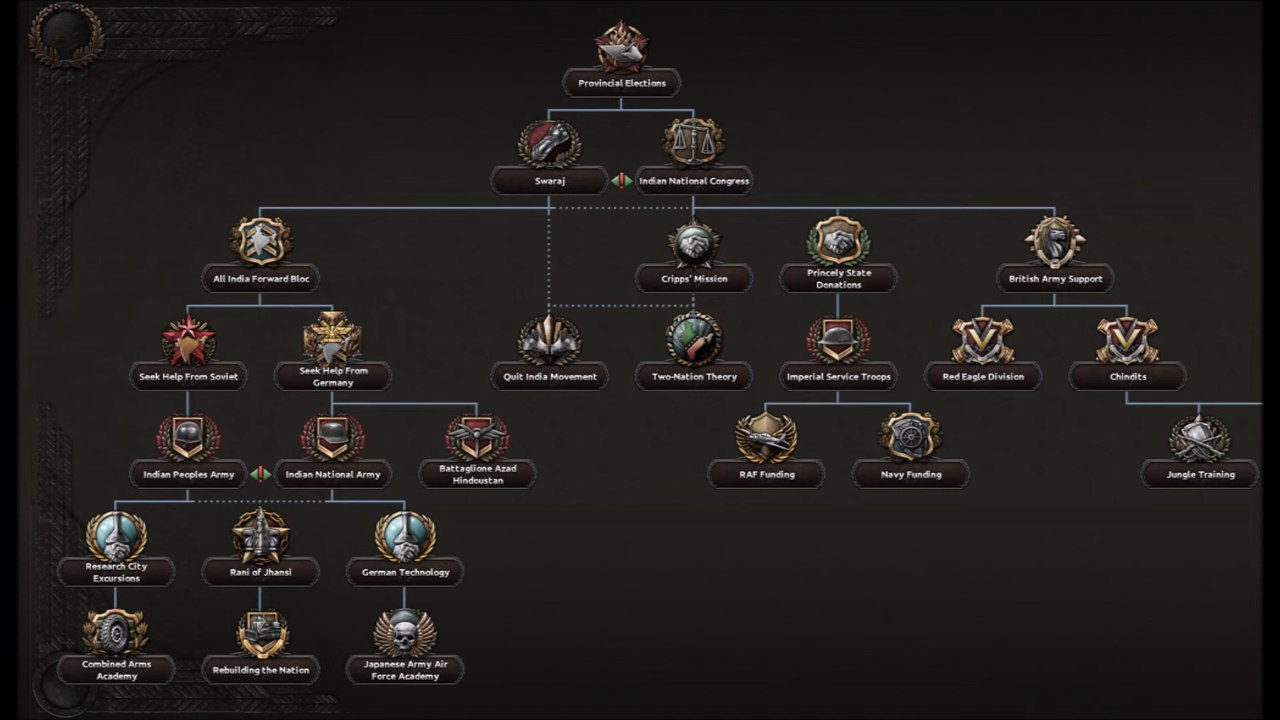 Provincial Elections
Swaraj
Indian National Congress
All India Forward Bloc
Cripps' Mission
Princely State
Donations
British Army Support
Seek Help From Soviet
Seek Help From
Germany
Quit India Movement
Two-Nation Theory
Imperial Service Troops
Red Eagle Division
Chindits
Indian Peoples Army
Indian National Army
Battaglione Azad
Hindoustan
RAF Funding
Navy Funding
Jungle Training
Research City
Excursions
Rani of Jhansi
German Technology
Combined Arms
Academy
Rebuilding the Nation
Japanese Army Air
Force Academy